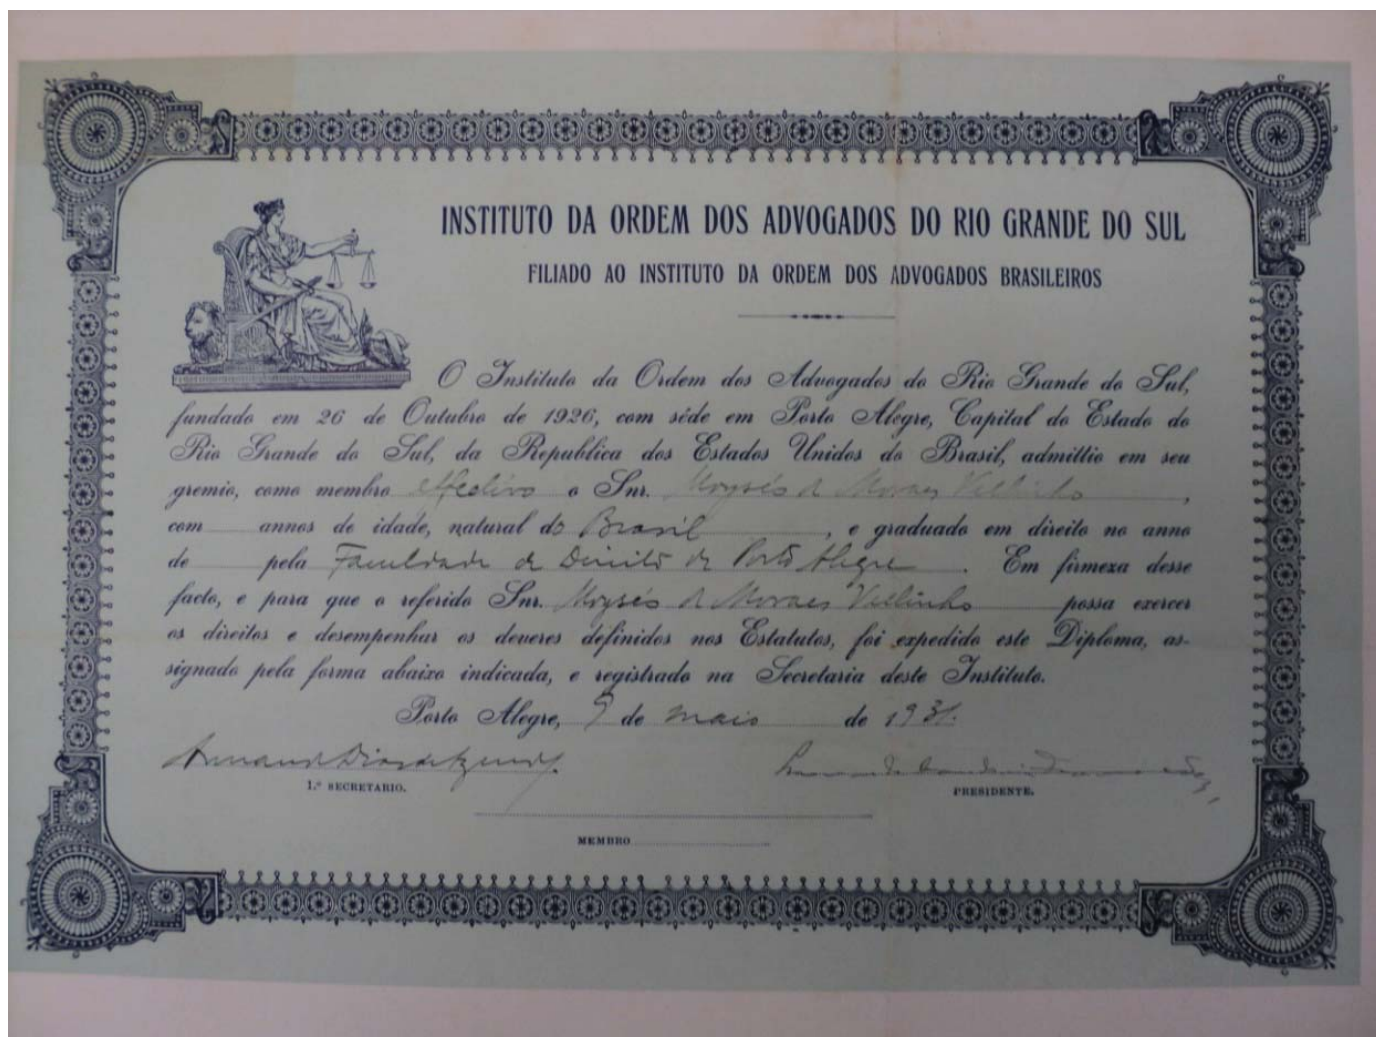 INSTITUTO DA ORDEM DOS ADVOGADOS DO RIO GRANDE DO SUL
FILIADO AO INSTITUTO DA ORDEM DOS ADVOGADOS BRASILEIROS
O Instituto da Ordem dos Advogados do Rio Grande do Sul,
fundado em 26 de Outubro de 1926, com séde em Porto Alegre, Capital do Estado do
Rio Grande do Sul, da Republica dos Estados Unidos do Brasil, admittio em seu
gremio, como membro effectivo o Snr. Moysés de Moraes Vellinho,
com annos de idade, natural do Brasil, e graduado em direito no anno
de pela Faculdade de Direito de Porto Alegre. Em firmeza desse
facto, e para que o referido Snr. Moysés de Moraes Vellinho possa exercer
os direitos e desempenhar os deveres definidos nos Estatutos, foi expedido este Diploma, as-
signado pela forma abaixo indicada, e registrado na Secretaria deste Instituto.
Porto Alegre, 9 de maio de 1931.
1.º SECRETARIO.
PRESIDENTE.
MEMBRO